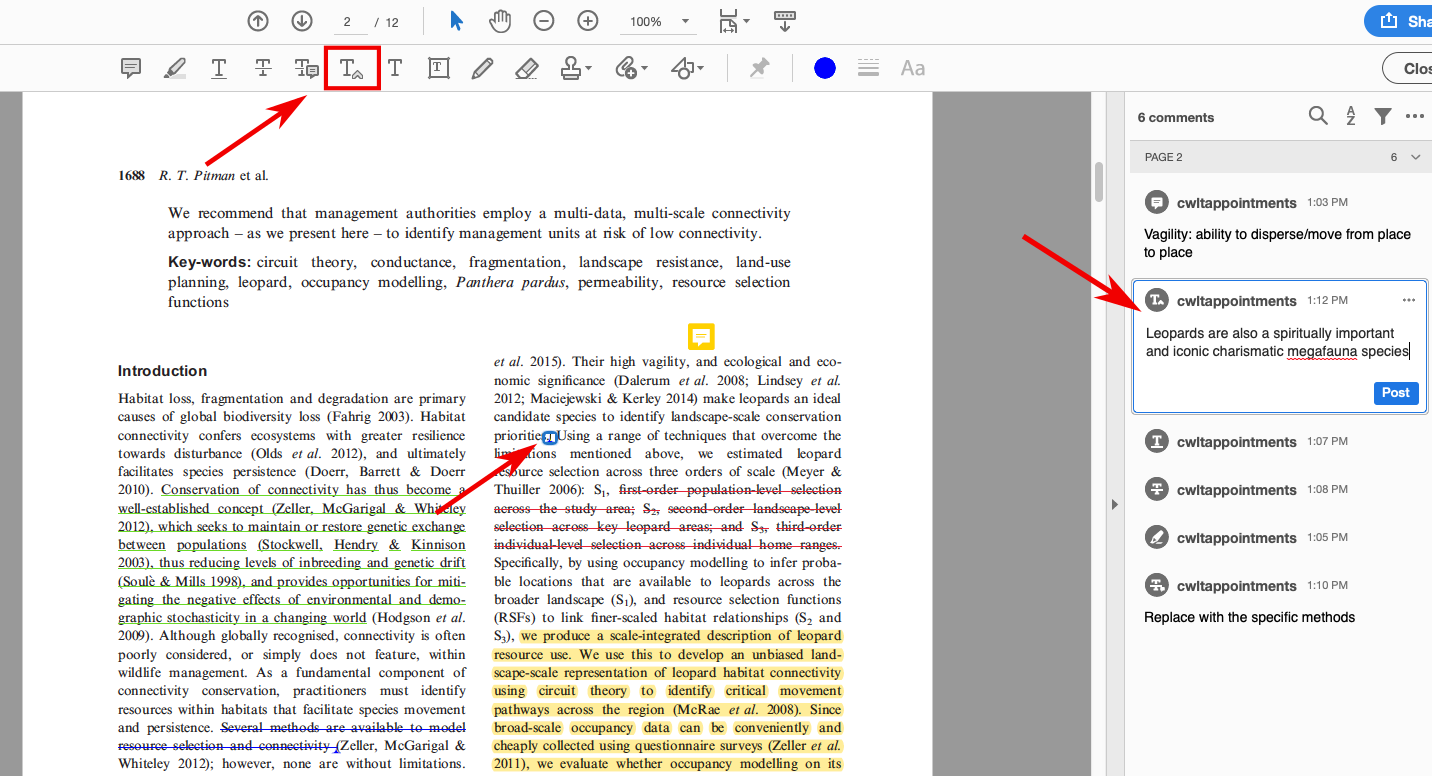 2 / 12
100%
Sha
Aa
Clos
1688 R. T. Pitman et al.
We recommend that management authorities employ a multi-data, multi-scale connectivity
approach – as we present here – to identify management units at risk of low connectivity.
Key-words: circuit theory, conductance, fragmentation, landscape resistance, land-use
planning, leopard, occupancy modelling, Panthera pardus, permeability, resource selection
functions
Introduction
Habitat loss, fragmentation and degradation are primary
causes of global biodiversity loss (Fahrig 2003). Habitat
connectivity confers ecosystems with greater resilience
towards disturbance (Olds et al. 2012), and ultimately
facilitates species persistence (Doerr, Barrett & Doerr
2010). Conservation of connectivity has thus become a
well-established concept (Zeller, McGarigal & Whiteley
2012), which seeks to maintain or restore genetic exchange
between populations (Stockwell, Hendry & Kinnison
2003), thus reducing levels of inbreeding and genetic drift
(Soulè & Mills 1998), and provides opportunities for miti-
gating the negative effects of environmental and demo-
graphic stochasticity in a changing world (Hodgson et al.
2009). Although globally recognised, connectivity is often
poorly considered, or simply does not feature, within
wildlife management. As a fundamental component of
connectivity conservation, practitioners must identify
resources within habitats that facilitate species movement
and persistence. Several methods are available to model
resource selection and connectivity (Zeller, McGarigal &
Whiteley 2012); however, none are without limitations.
et al. 2015). Their high vagility, and ecological and eco-
nomic significance (Dalerum et al. 2008; Lindsey et al.
2012; Maciejewski & Kerley 2014) make leopards an ideal
candidate species to identify landscape-scale conservation
priorities. Using a range of techniques that overcome the
limitations mentioned above, we estimated leopard
resource selection across three orders of scale (Meyer &
Thuiller 2006): S1, first-order population-level selection
across the study area; S2, second-order landscape-level
selection across key leopard areas; and S3, third-order
individual-level selection across individual home ranges.
Specifically, by using occupancy modelling to infer proba-
ble locations that are available to leopards across the
broader landscape (S1), and resource selection functions
(RSFs) to link finer-scaled habitat relationships (S2 and
S3), we produce a scale-integrated description of leopard
resource use. We use this to develop an unbiased land-
scape-scale representation of leopard habitat connectivity
using circuit theory to identify critical movement
pathways across the region (McRae et al. 2008). Since
broad-scale occupancy data can be conveniently and
cheaply collected using questionnaire surveys (Zeller et al.
2011), we evaluate whether occupancy modelling on its
6 comments
PAGE 2 6
cwltappointments 1:03 PM
Vagility: ability to disperse/move from place
to place
cwltappointments 1:12 PM
Leopards are also a spiritually important
and iconic charismatic megafauna species
Post
cwltappointments 1:07 PM
cwltappointments 1:08 PM
cwltappointments 1:05 PM
cwltappointments 1:10 PM
Replace with the specific methods